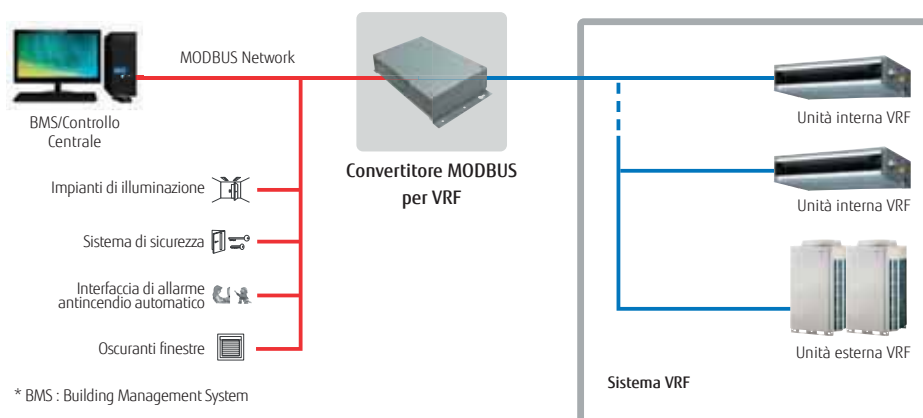 MODBUS Network
BMS/Controllo
Centrale
Impianti di illuminazione
Sistema di sicurezza
Interfaccia di allarme
antincendio automatico
Oscuranti finestre
* BMS : Building Management System
Convertitore MODBUS
per VRF
Unità interna VRF
Unità interna VRF
Unità esterna VRF
Sistema VRF